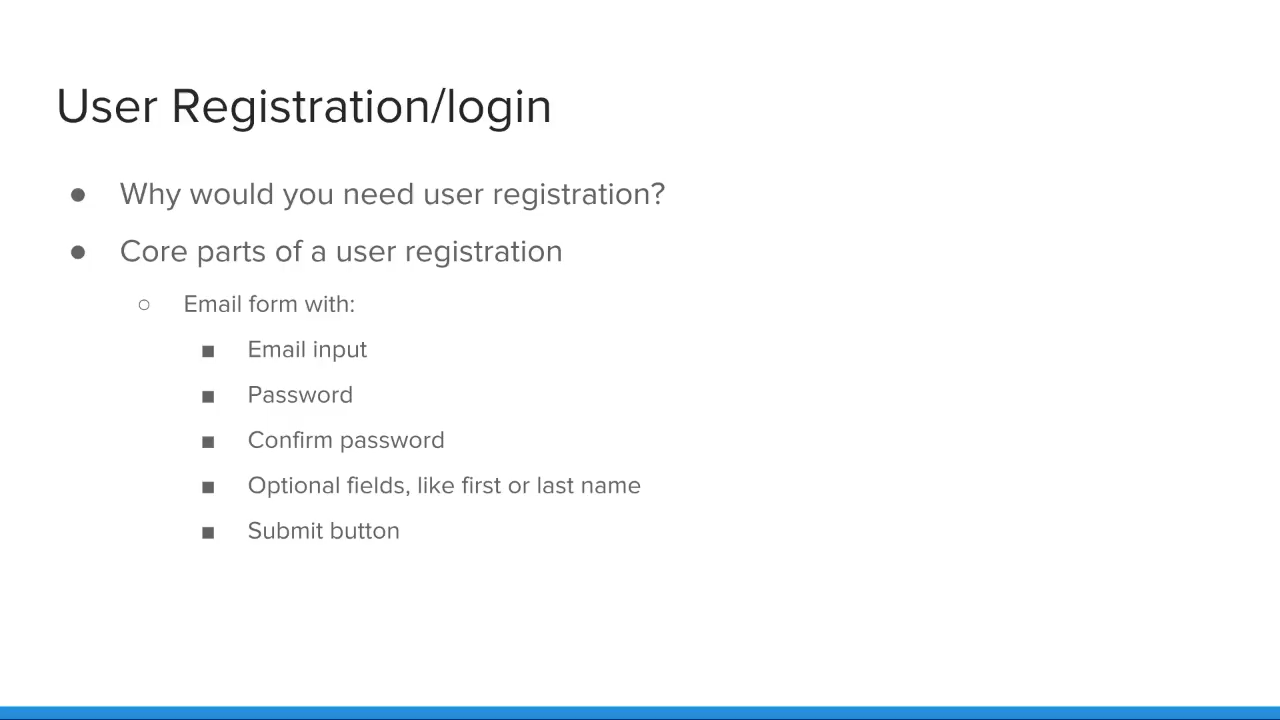 User Registration/login
● Why would you need user registration?
● Core parts of a user registration
○ Email form with:
■ Email input
■ Password
■ Confirm password
■ Optional fields, like first or last name
■ Submit button